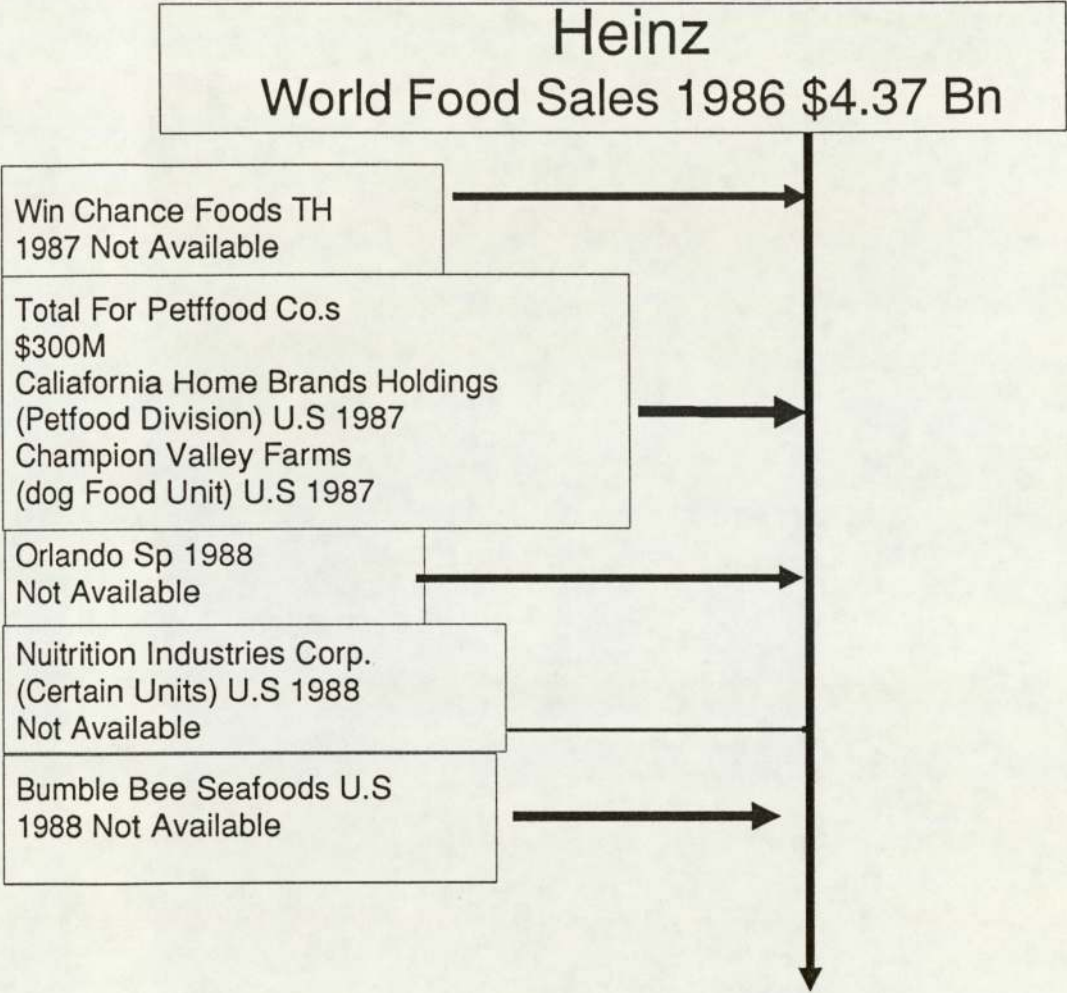 Heinz
World Food Sales 1986 $4.37 Bn
Win Chance Foods TH
1987 Not Available
Total For Petffood Co.s
$300M
Caliafornia Home Brands Holdings
(Petfood Division) U.S 1987
Champion Valley Farms
(dog Food Unit) U.S 1987
Orlando Sp 1988
Not Available
Nuitrition Industries Corp.
(Certain Units) U.S 1988
Not Available
Bumble Bee Seafoods U.S
1988 Not Available